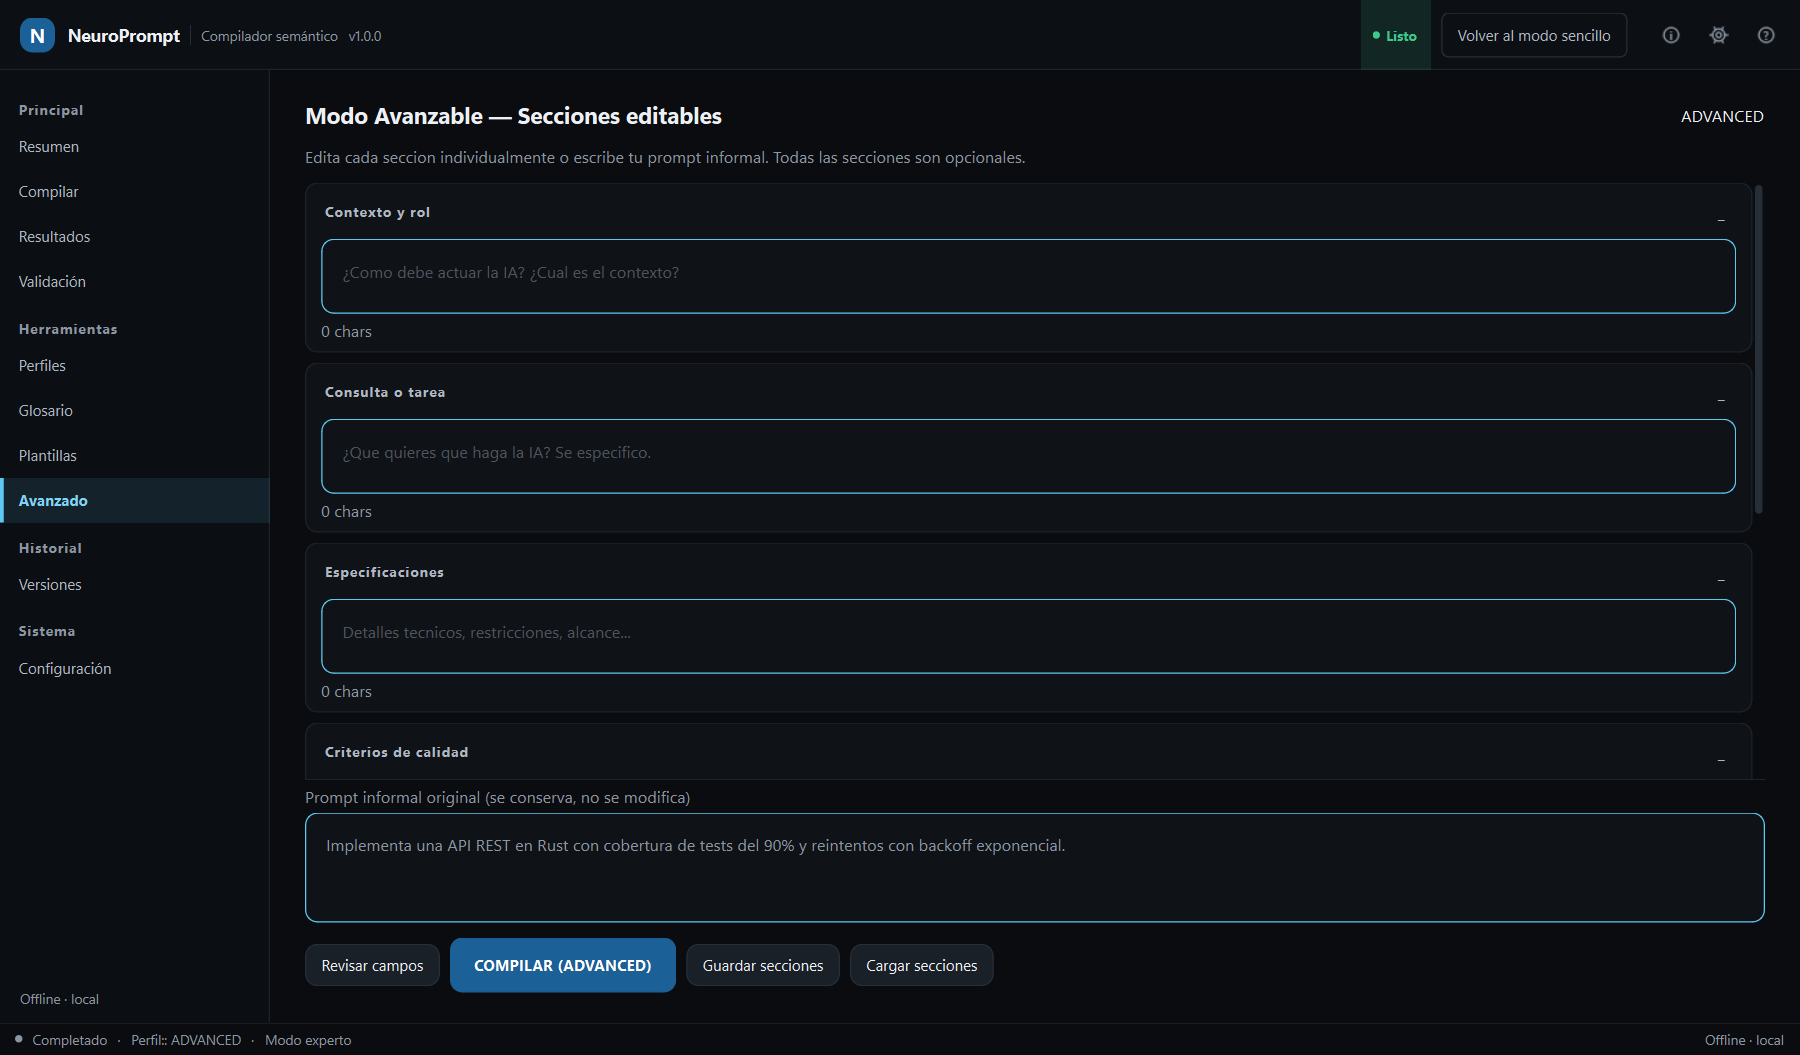 N NeuroPrompt Compilador semántico v1.0.0 Listo Volver al modo sencillo
Principal
Resumen
Compilar
Resultados
Validación
Herramientas
Perfiles
Glosario
Plantillas
Avanzado
Historial
Versiones
Sistema
Configuración
Offline · local
Modo Avanzable — Secciones editables ADVANCED
Edita cada seccion individualmente o escribe tu prompt informal. Todas las secciones son opcionales.
Contexto y rol –
¿Como debe actuar la IA? ¿Cual es el contexto?
0 chars
Consulta o tarea –
¿Que quieres que haga la IA? Se especifico.
0 chars
Especificaciones –
Detalles tecnicos, restricciones, alcance...
0 chars
Criterios de calidad –
Prompt informal original (se conserva, no se modifica)
Implementa una API REST en Rust con cobertura de tests del 90% y reintentos con backoff exponencial.
Revisar campos COMPILAR (ADVANCED) Guardar secciones Cargar secciones
Completado · Perfil:: ADVANCED · Modo experto Offline · local